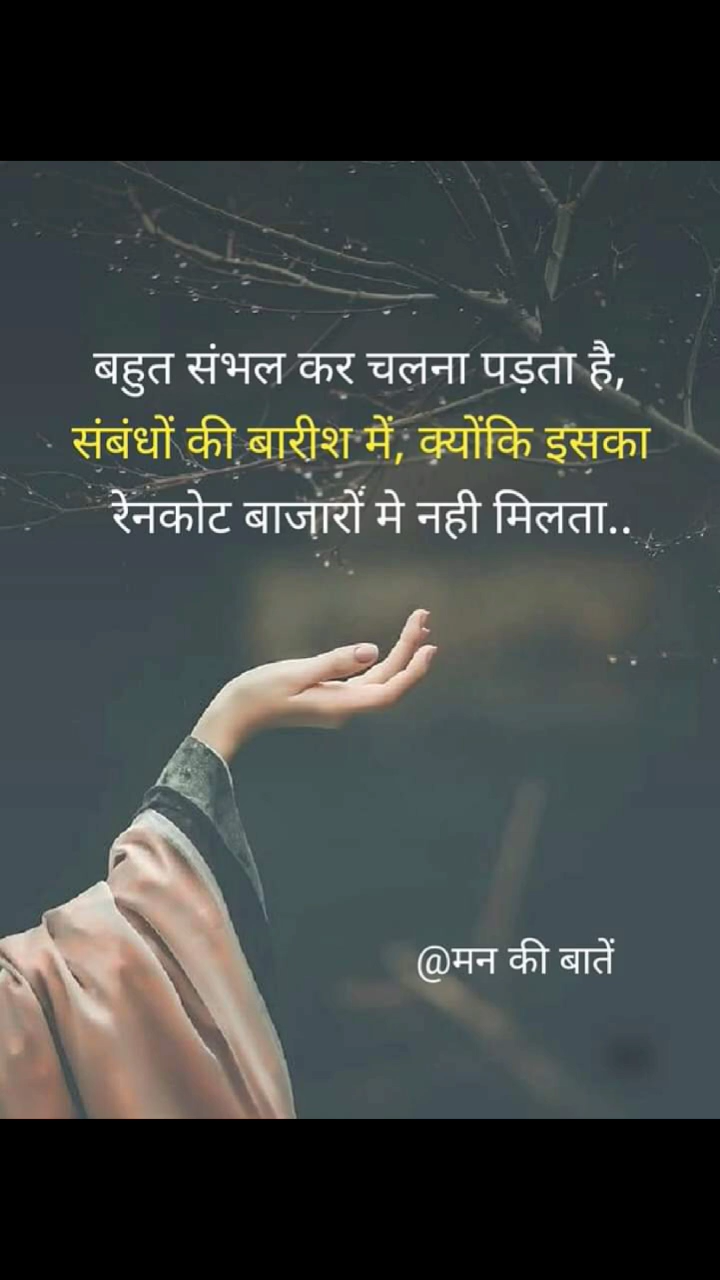 बहुत संभल कर चलना पड़ता है,
संबंधों की बारीश में, क्योंकि इसका
रेनकोट बाजारों मे नही मिलता..
@मन की बातें